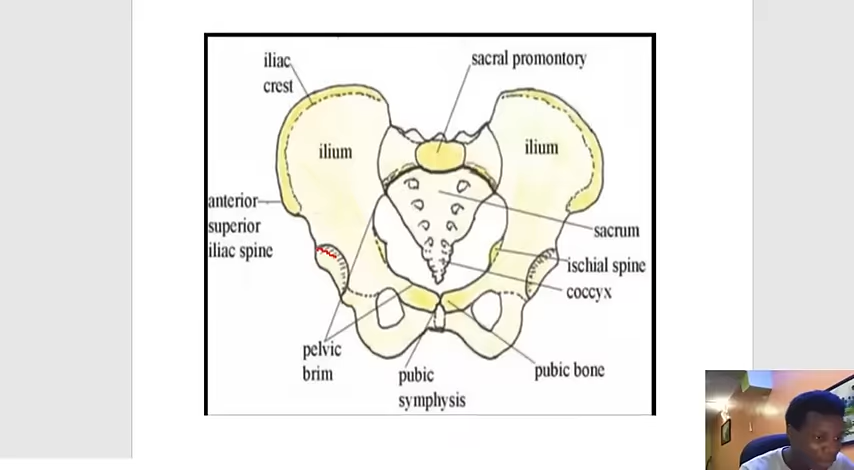 iliac
crest
sacral promontory
ilium
ilium
anterior
superior
iliac spine
sacrum
ischial spine
coccyx
pelvic
brim
pubic
symphysis
pubic bone